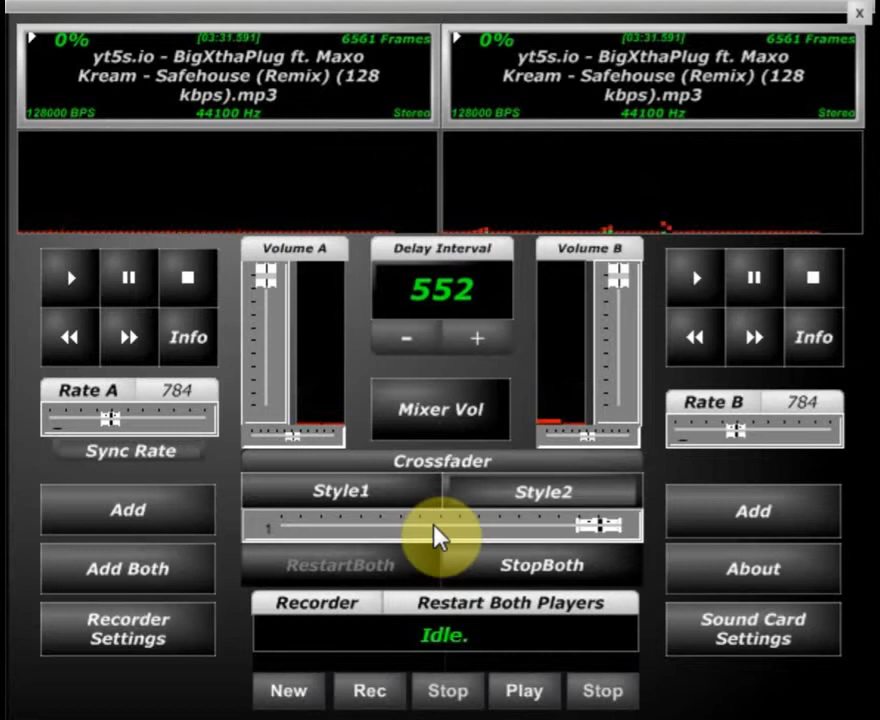 x
0% [03:31.591] 6561 Frames
yt5s.io - BigXthaPlug ft. Maxo
Kream - Safehouse (Remix) (128
kbps).mp3
128000 BPS 44100 Hz Stereo
0% [03:31.591] 6561 Frames
yt5s.io - BigXthaPlug ft. Maxo
Kream - Safehouse (Remix) (128
kbps).mp3
128000 BPS 44100 Hz Stereo
Volume A
Delay Interval
Volume B
552
- +
Info
Info
Rate A 784
Mixer Vol
Rate B 784
Sync Rate
Crossfader
Style1 Style2
1
Add
Add
RestartBoth StopBoth
Add Both
About
Recorder Restart Both Players
Recorder
Settings
Idle.
Sound Card
Settings
New Rec Stop Play Stop